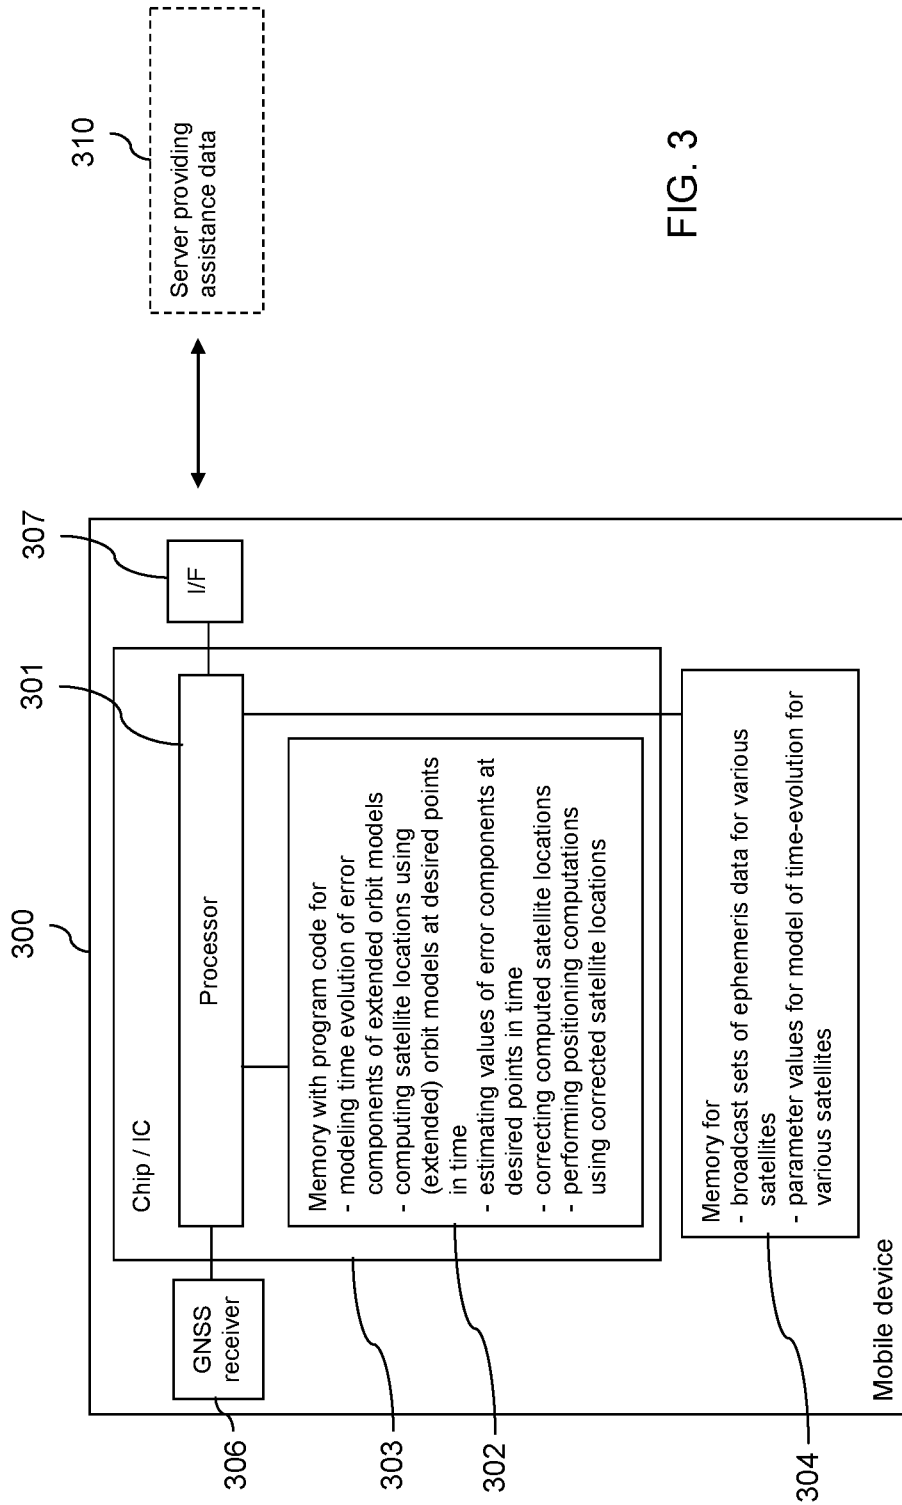 300
301
307
310
Chip / IC
Processor
I/F
GNSS
receiver
Server providing
assistance data
Memory with program code for
- modeling time evolution of error
components of extended orbit models
- computing satellite locations using
(extended) orbit models at desired points
in time
- estimating values of error components at
desired points in time
- correcting computed satellite locations
- performing positioning computations
using corrected satellite locations
Memory for
- broadcast sets of ephemeris data for various
satellites
- parameter values for model of time-evolution for
various satellites
Mobile device
306
303
302
304
FIG. 3